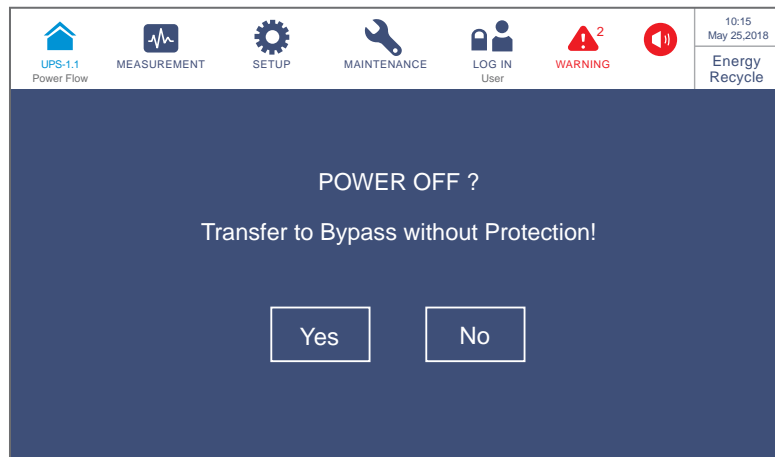 UPS-1.1
Power Flow
MEASUREMENT
SETUP
MAINTENANCE
LOG IN
User
2
WARNING
10:15
May 25,2018
Energy
Recycle
POWER OFF ?
Transfer to Bypass without Protection!
Yes
No